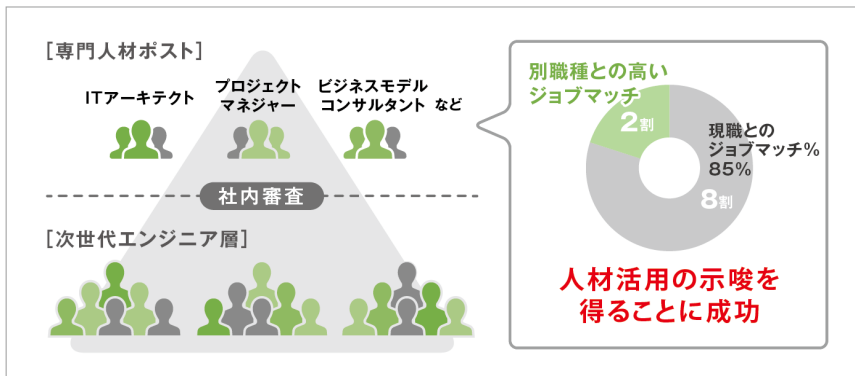 [専門人材ポスト]
ITアーキテクト
プロジェクト
マネジャー
ビジネスモデル
コンサルタント など
社内審査
[次世代エンジニア層]
別職種との高い
ジョブマッチ
2割
現職との
ジョブマッチ%
85%
8割
人材活用の示唆を
得ることに成功